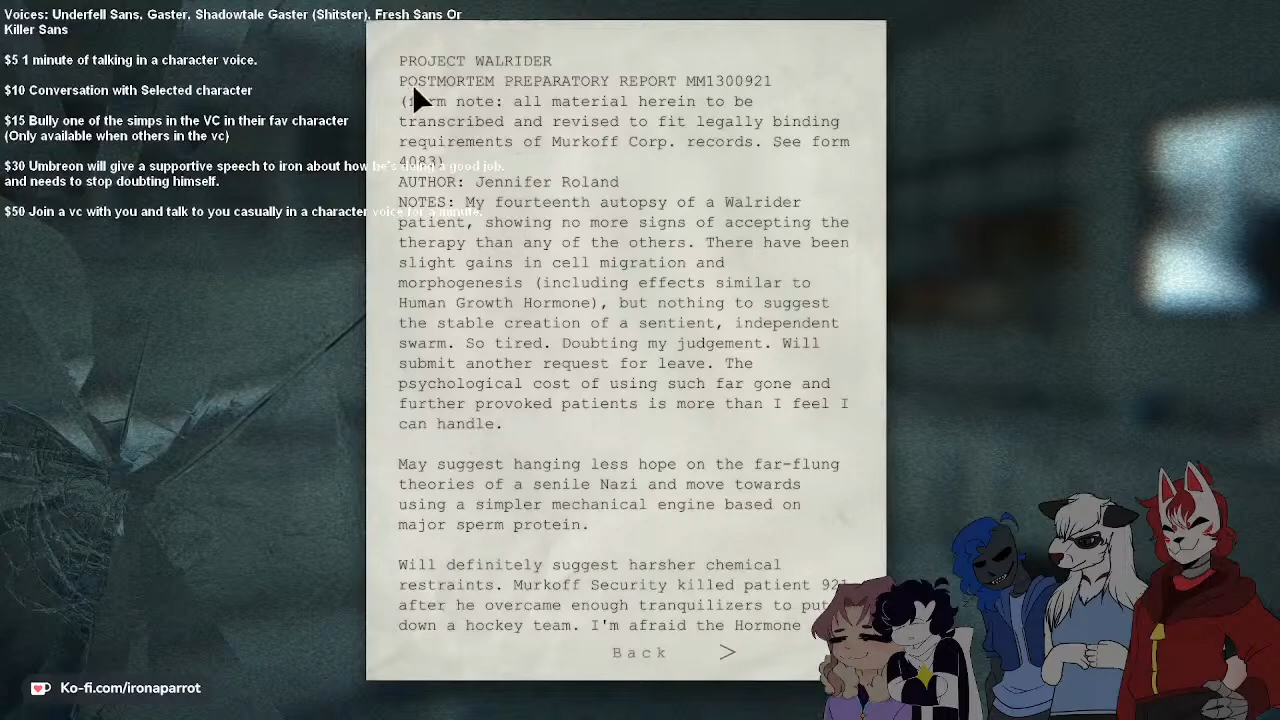 Voices: Underfell Sans, Gaster, Shadowtale Gaster (Shitster), Fresh Sans Or
Killer Sans
$5 1 minute of talking in a character voice.
$10 Conversation with Selected character
$15 Bully one of the simps in the VC in their fav character
(Only available when others in the vc)
$30 Umbreon will give a supportive speech to iron about how he's doing a good job.
and needs to stop doubting himself.
$50 Join a vc with you and talk to you casually in a character voice for a minute.
PROJECT WALRIDER
POSTMORTEM PREPARATORY REPORT MM1300921
note: all material herein to be
transcribed and revised to fit legally binding
requirements of Murkoff Corp. records. See form
4083)
AUTHOR: Jennifer Roland
NOTES: My fourteenth autopsy of a Walrider
patient, showing no more signs of accepting the
therapy than any of the others. There have been
slight gains in cell migration and
morphogenesis (including effects similar to
Human Growth Hormone), but nothing to suggest
the stable creation of a sentient, independent
swarm. So tired. Doubting my judgement. Will
submit another request for leave. The
psychological cost of using such far gone and
further provoked patients is more than I feel I
can handle.
May suggest hanging less hope on the far-flung
theories of a senile Nazi and move towards
using a simpler mechanical engine based on
major sperm protein.
Will definitely suggest harsher chemical
restraints. Murkoff Security killed patient 921
after he overcame enough tranquilizers to put
down a hockey team. I'm afraid the Hormone
Back >
Ko-fi.com/ironaparrot